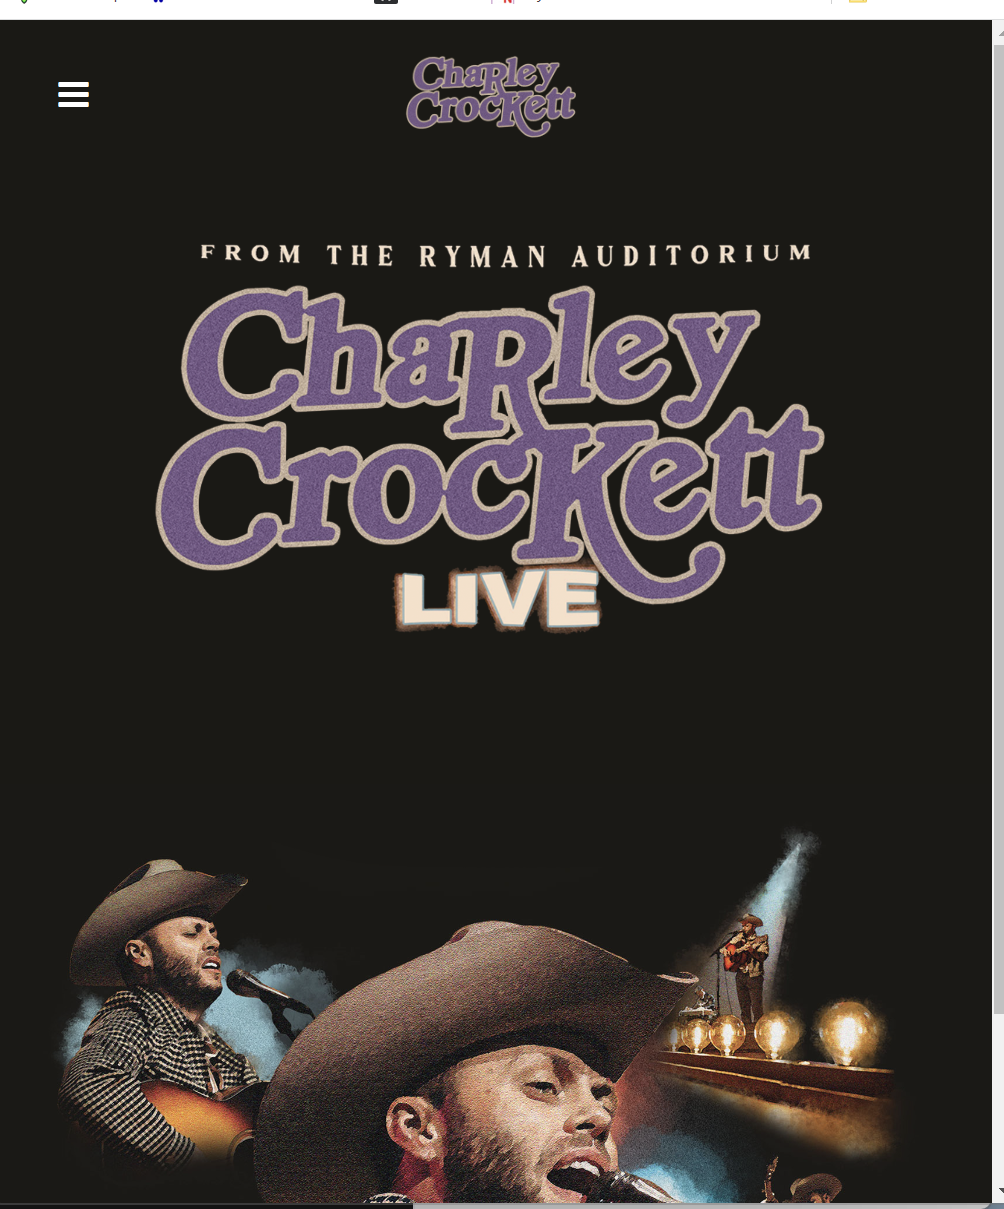 Charley
Crockett
FROM THE RYMAN AUDITORIUM
Charley
Crockett
LIVE